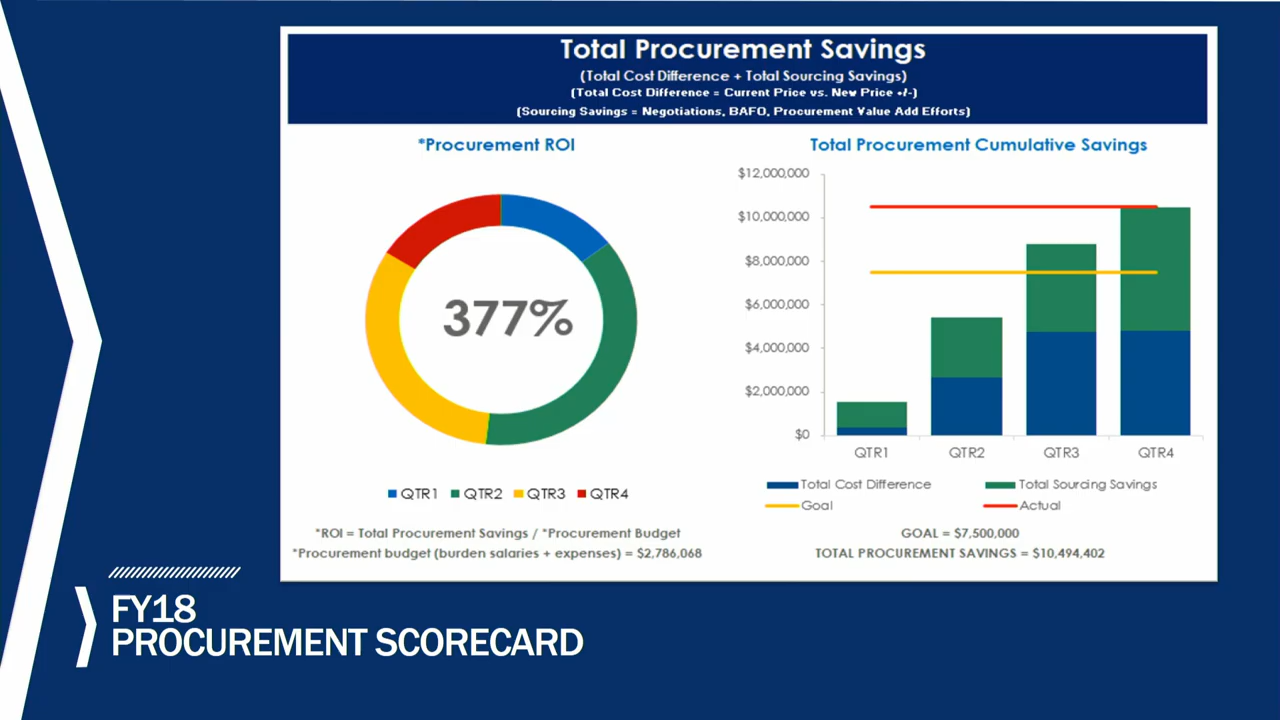 Total Procurement Savings
(Total Cost Difference + Total Sourcing Savings)
(Total Cost Difference = Current Price vs. New Price +/-)
(Sourcing Savings = Negotiations, BAFO, Procurement Value Add Efforts)
*Procurement ROI
377%
QTR1 QTR2 QTR3 QTR4
*ROI = Total Procurement Savings / *Procurement Budget
*Procurement budget (burden salaries + expenses) = $2,786,068
Total Procurement Cumulative Savings
$12,000,000
$10,000,000
$8,000,000
$6,000,000
$4,000,000
$2,000,000
$0
QTR1 QTR2 QTR3 QTR4
Total Cost Difference Total Sourcing Savings
Goal Actual
GOAL = $7,500,000
TOTAL PROCUREMENT SAVINGS = $10,494,402
FY18
PROCUREMENT SCORECARD